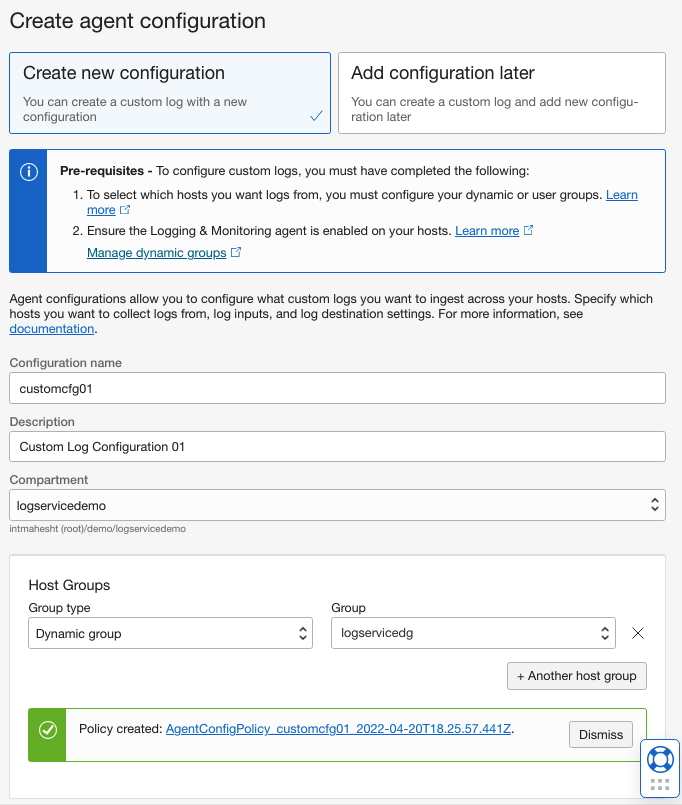 Create agent configuration
Create new configuration
You can create a custom log with a new
configuration
Add configuration later
You can create a custom log and add new configu-
ration later
Pre-requisites - To configure custom logs, you must have completed the following:
1. To select which hosts you want logs from, you must configure your dynamic or user groups. Learn
more
2. Ensure the Logging & Monitoring agent is enabled on your hosts. Learn more
Manage dynamic groups
Agent configurations allow you to configure what custom logs you want to ingest across your hosts. Specify which
hosts you want to collect logs from, log inputs, and log destination settings. For more information, see
documentation.
Configuration name
customcfg01
Description
Custom Log Configuration 01
Compartment
logservicedemo
intmahesht (root)/demo/logservicedemo
Host Groups
Group type
Group
Dynamic group
logservicedg
+ Another host group
Policy created: AgentConfigPolicy_customcfg01_2022-04-20T18.25.57.441Z.
Dismiss